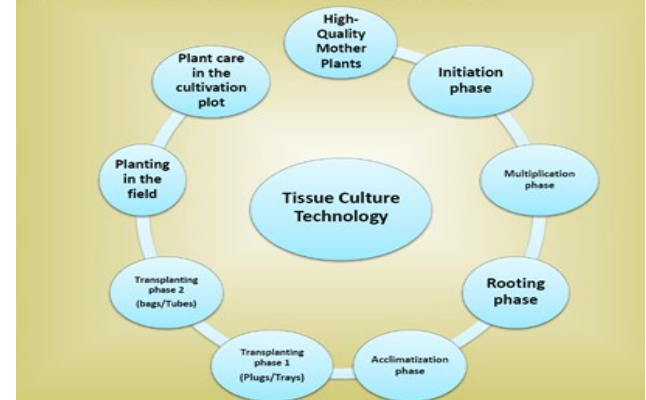 High-
Quality
Mother
Plants
Initiation
phase
Multiplication
phase
Rooting
phase
Acclimatization
phase
Transplanting
phase 1
(Plugs/Trays)
Transplanting
phase 2
(bags/Tubes)
Planting
in the
field
Plant care
in the
cultivation
plot
Tissue Culture
Technology